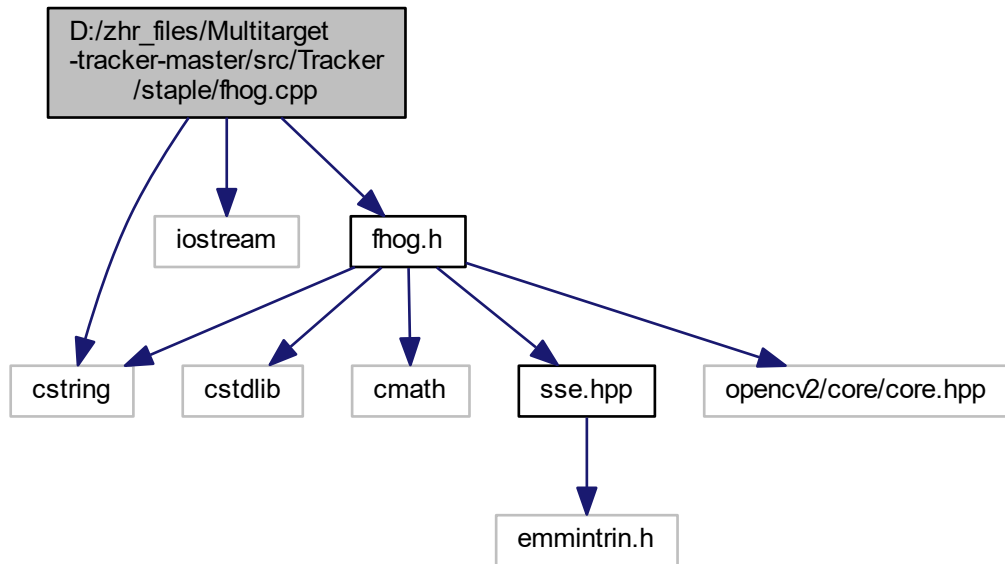 D:/zhr_files/Multitarget
-tracker-master/src/Tracker
/staple/fhog.cpp
iostream
fhog.h
cstring
cstdlib
cmath
sse.hpp
opencv2/core/core.hpp
emmintrin.h